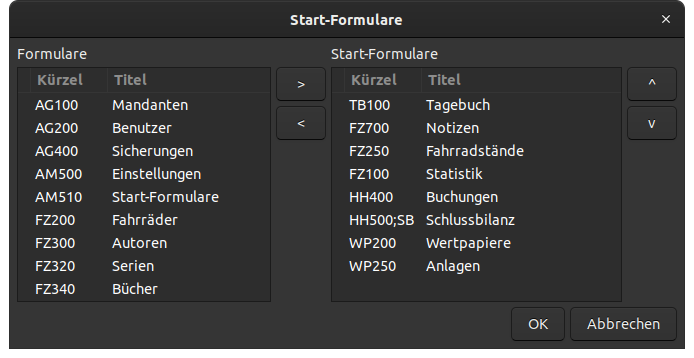 Start-Formulare ×
Formulare
Kürzel Titel
AG100 Mandanten
AG200 Benutzer
AG400 Sicherungen
AM500 Einstellungen
AM510 Start-Formulare
FZ200 Fahrräder
FZ300 Autoren
FZ320 Serien
FZ340 Bücher
>
<
Start-Formulare
Kürzel Titel
TB100 Tagebuch
FZ700 Notizen
FZ250 Fahrradstände
FZ100 Statistik
HH400 Buchungen
HH500;SB Schlussbilanz
WP200 Wertpapiere
WP250 Anlagen
^
v
OK Abbrechen